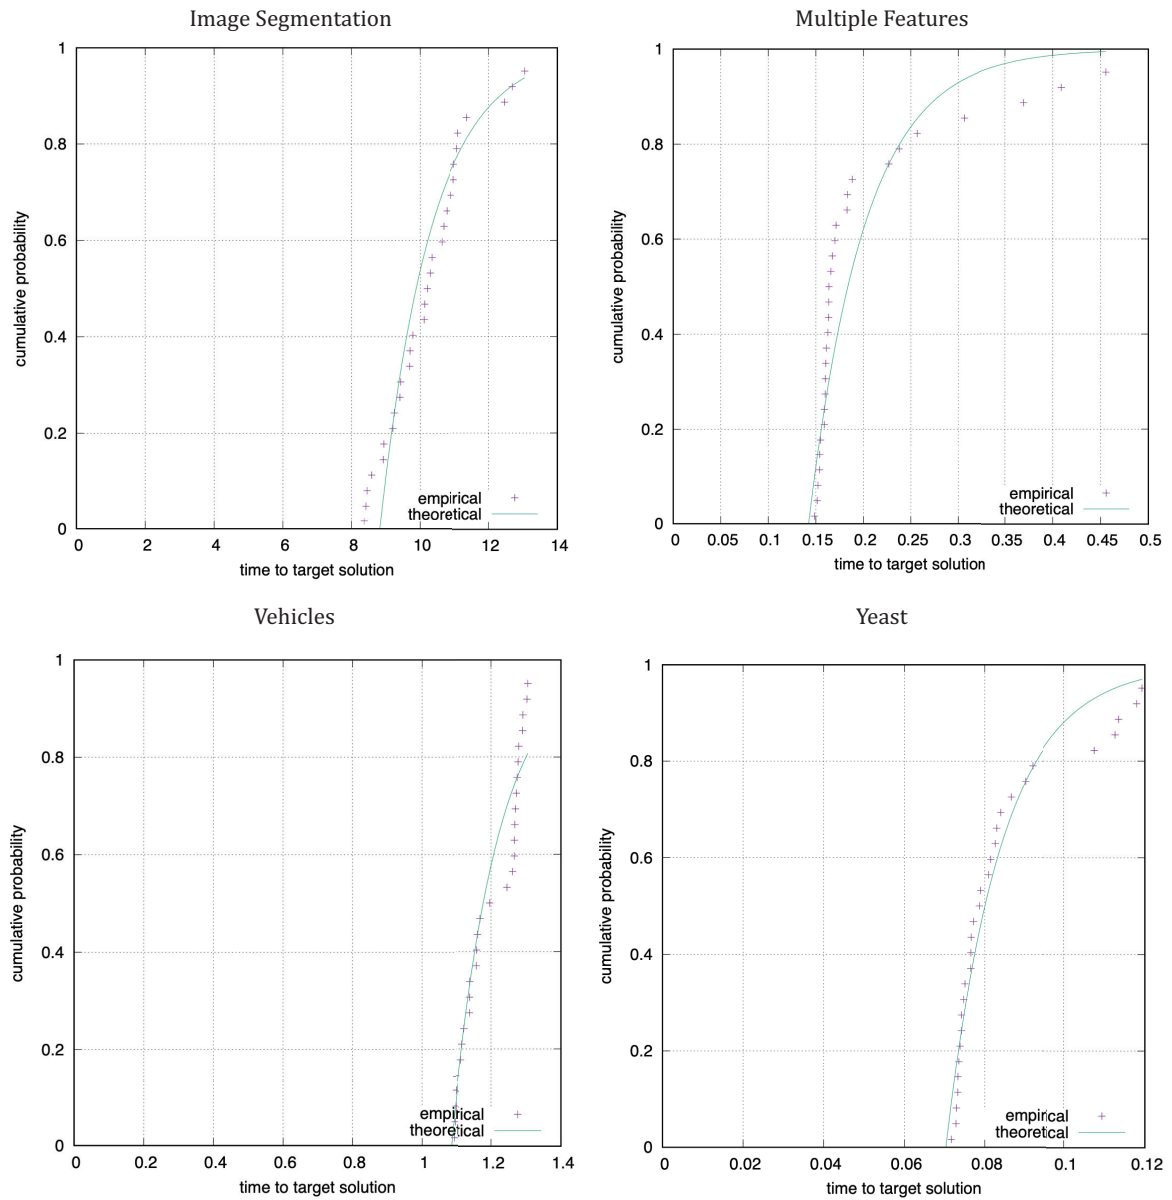 Image Segmentation
1
0.8
0.6
0.4
0.2
0
cumulative probability
empirical
theoretical
0 2 4 6 8 10 12 14
time to target solution
Multiple Features
1
0.8
0.6
0.4
0.2
0
cumulative probability
empirical
theoretical
0 0.05 0.1 0.15 0.2 0.25 0.3 0.35 0.4 0.45 0.5
time to target solution
Vehicles
1
0.8
0.6
0.4
0.2
0
cumulative probability
empirical
theoretical
0 0.2 0.4 0.6 0.8 1 1.2 1.4
time to target solution
Yeast
1
0.8
0.6
0.4
0.2
0
cumulative probability
empirical
theoretical
0 0.02 0.04 0.06 0.08 0.1 0.12
time to target solution